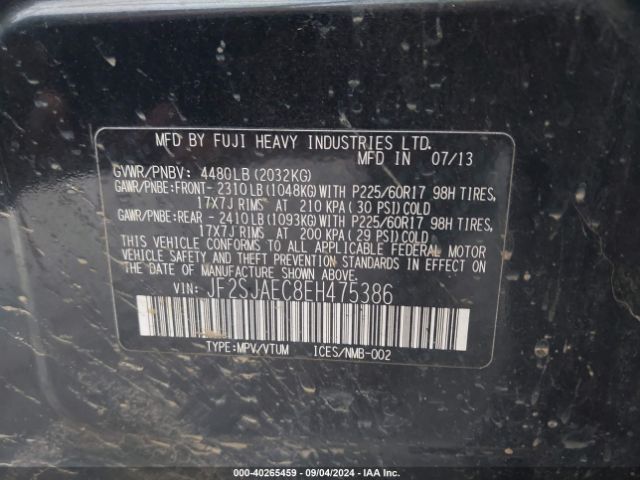 MFD BY FUJI HEAVY INDUSTRIES LTD.
MFD IN 07/13
GVWR/PNBV: 4480LB(2032KG)
GAWR/PNBE:FRONT- 2310LB(1048KG)WITH P225/60R17 98H TIRES,
17X7J RIMS AT 210 KPA(30 PSI)COLD
GAWR/PNBE:REAR - 2410LB(1093KG)WITH P225/60R17 98H TIRES,
17X7J RIMS AT 200 KPA(29 PSI)COLD
THIS VEHICLE CONFORMS TO ALL APPLICABLE FEDERAL MOTOR
VEHICLE SAFETY AND THEFT PREVENTION STANDARDS IN EFFECT ON THE
DATE OF MANUFACTURE SHOWN ABOVE.
VIN: JF2SJAEC8EH475386
TYPE:MPV/VTUM ICES/NMB-002
000-40265459 - 09/04/2024 - IAA Inc.